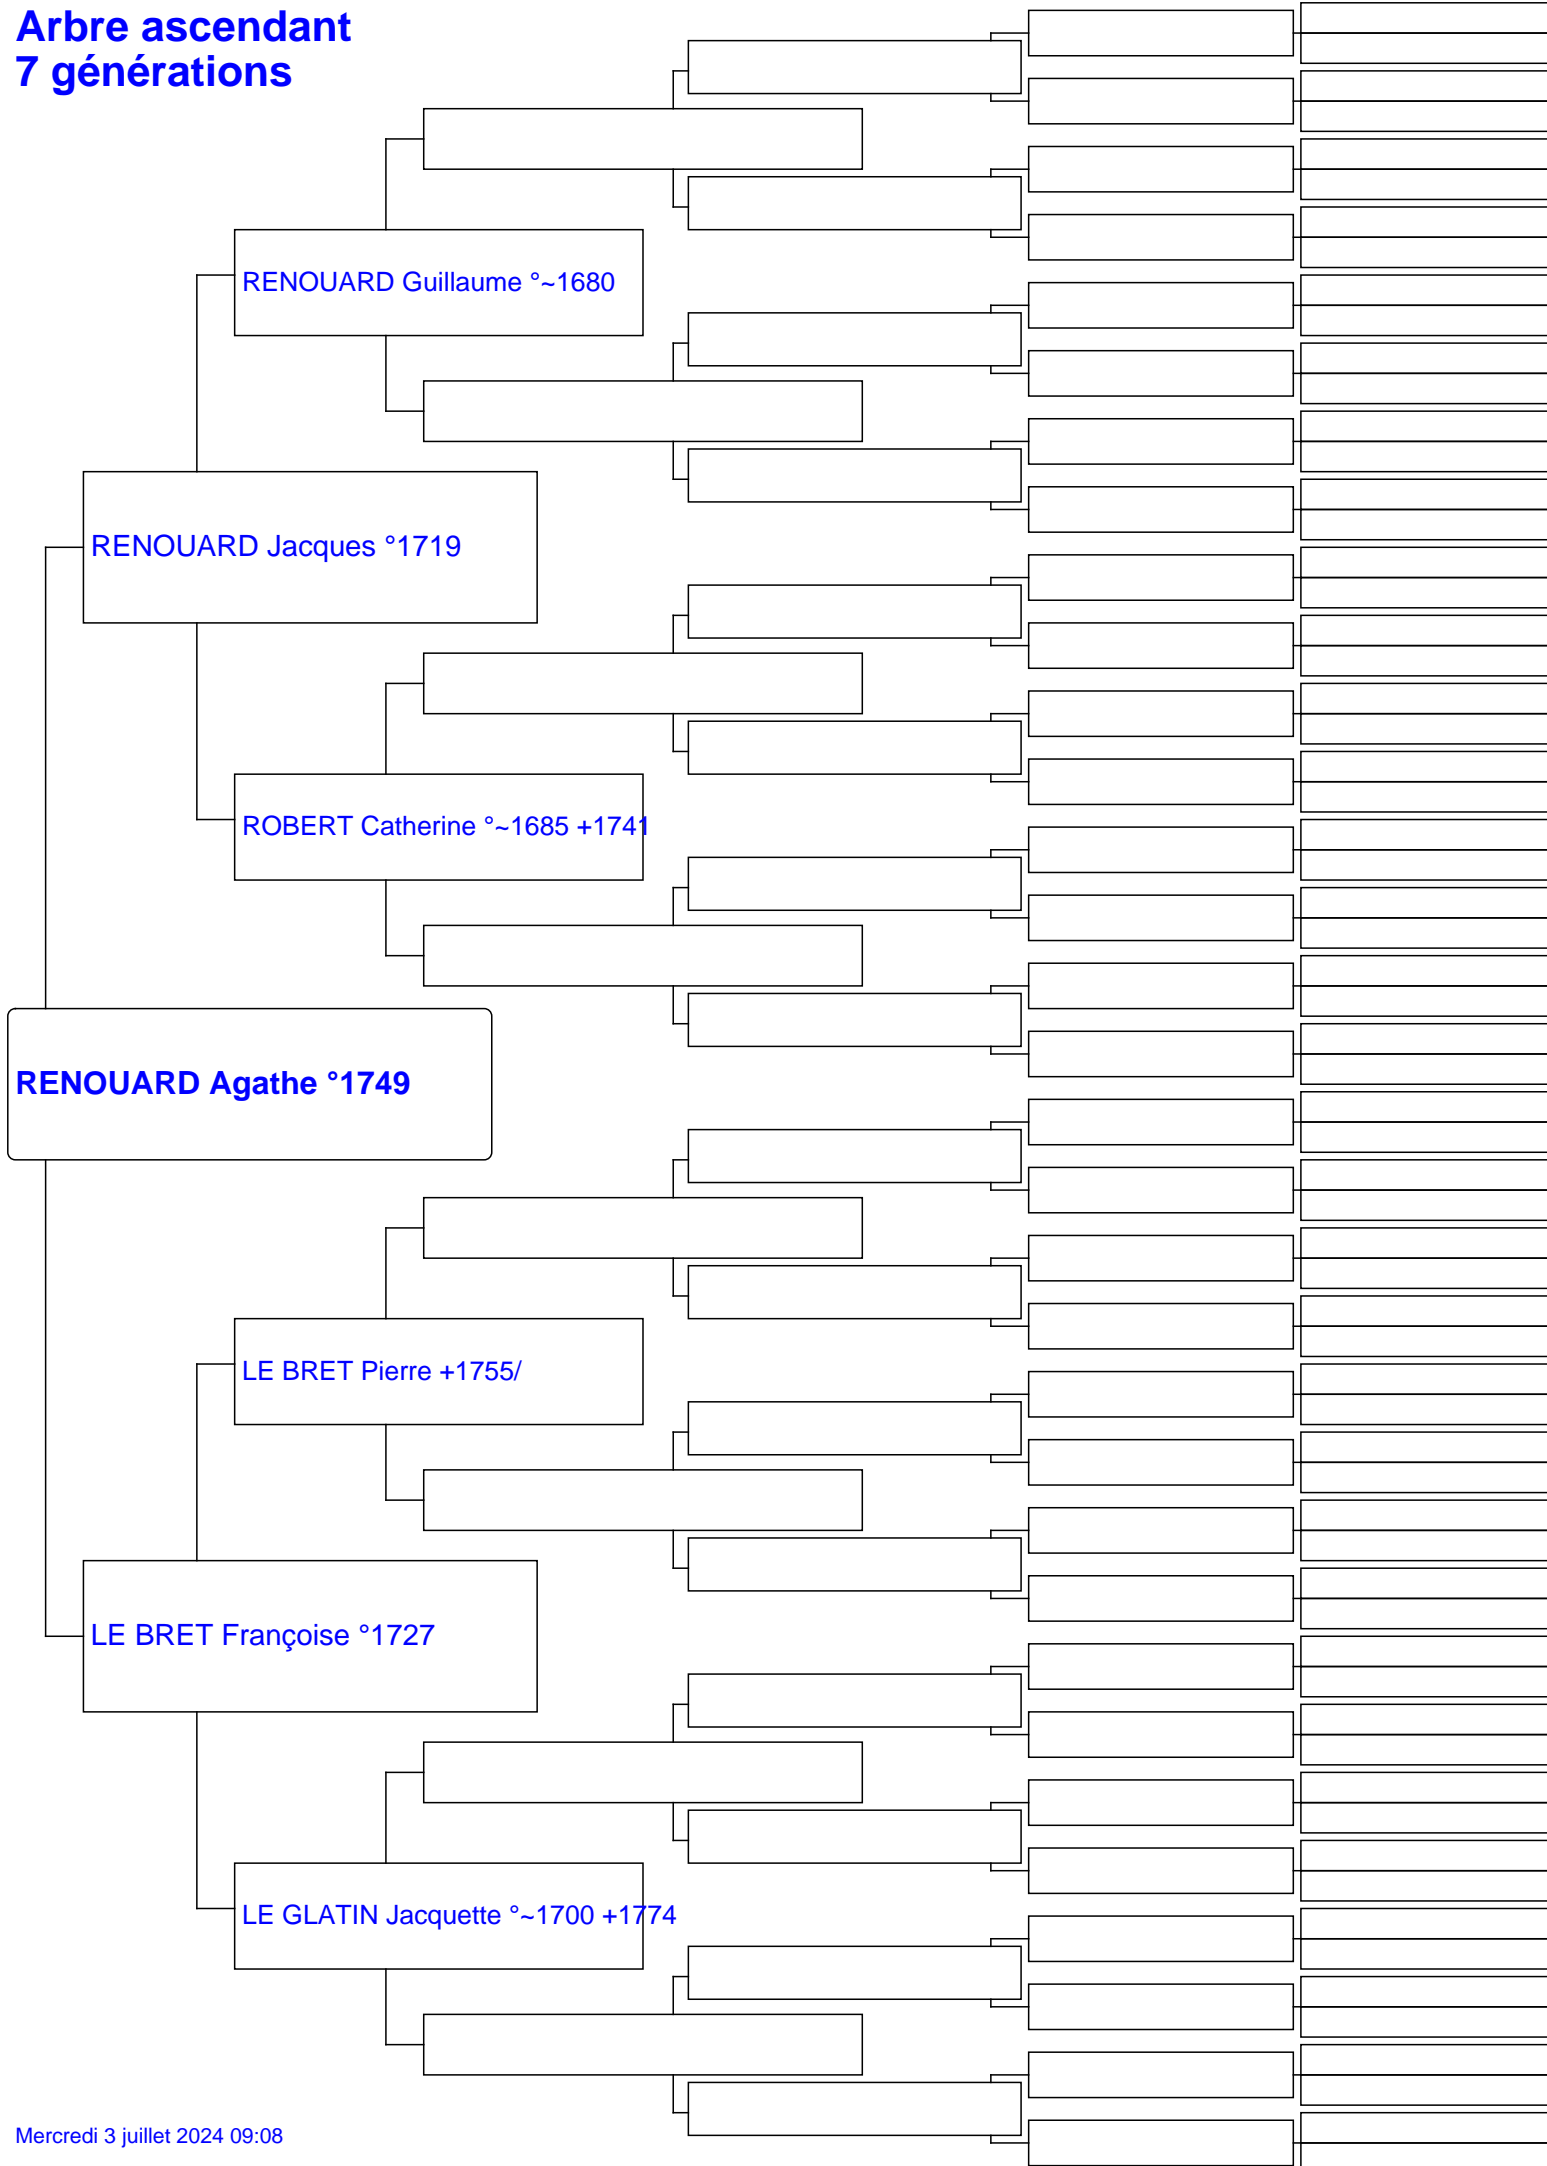 Arbre ascendant
7 générations
RENOUARD Guillaume °~1680
RENOUARD Jacques °1719
ROBERT Catherine °~1685 +1741
RENOUARD Agathe °1749
LE BRET Pierre +1755/
LE BRET Françoise °1727
LE GLATIN Jacquette °~1700 +1774
Mercredi 3 juillet 2024 09:08